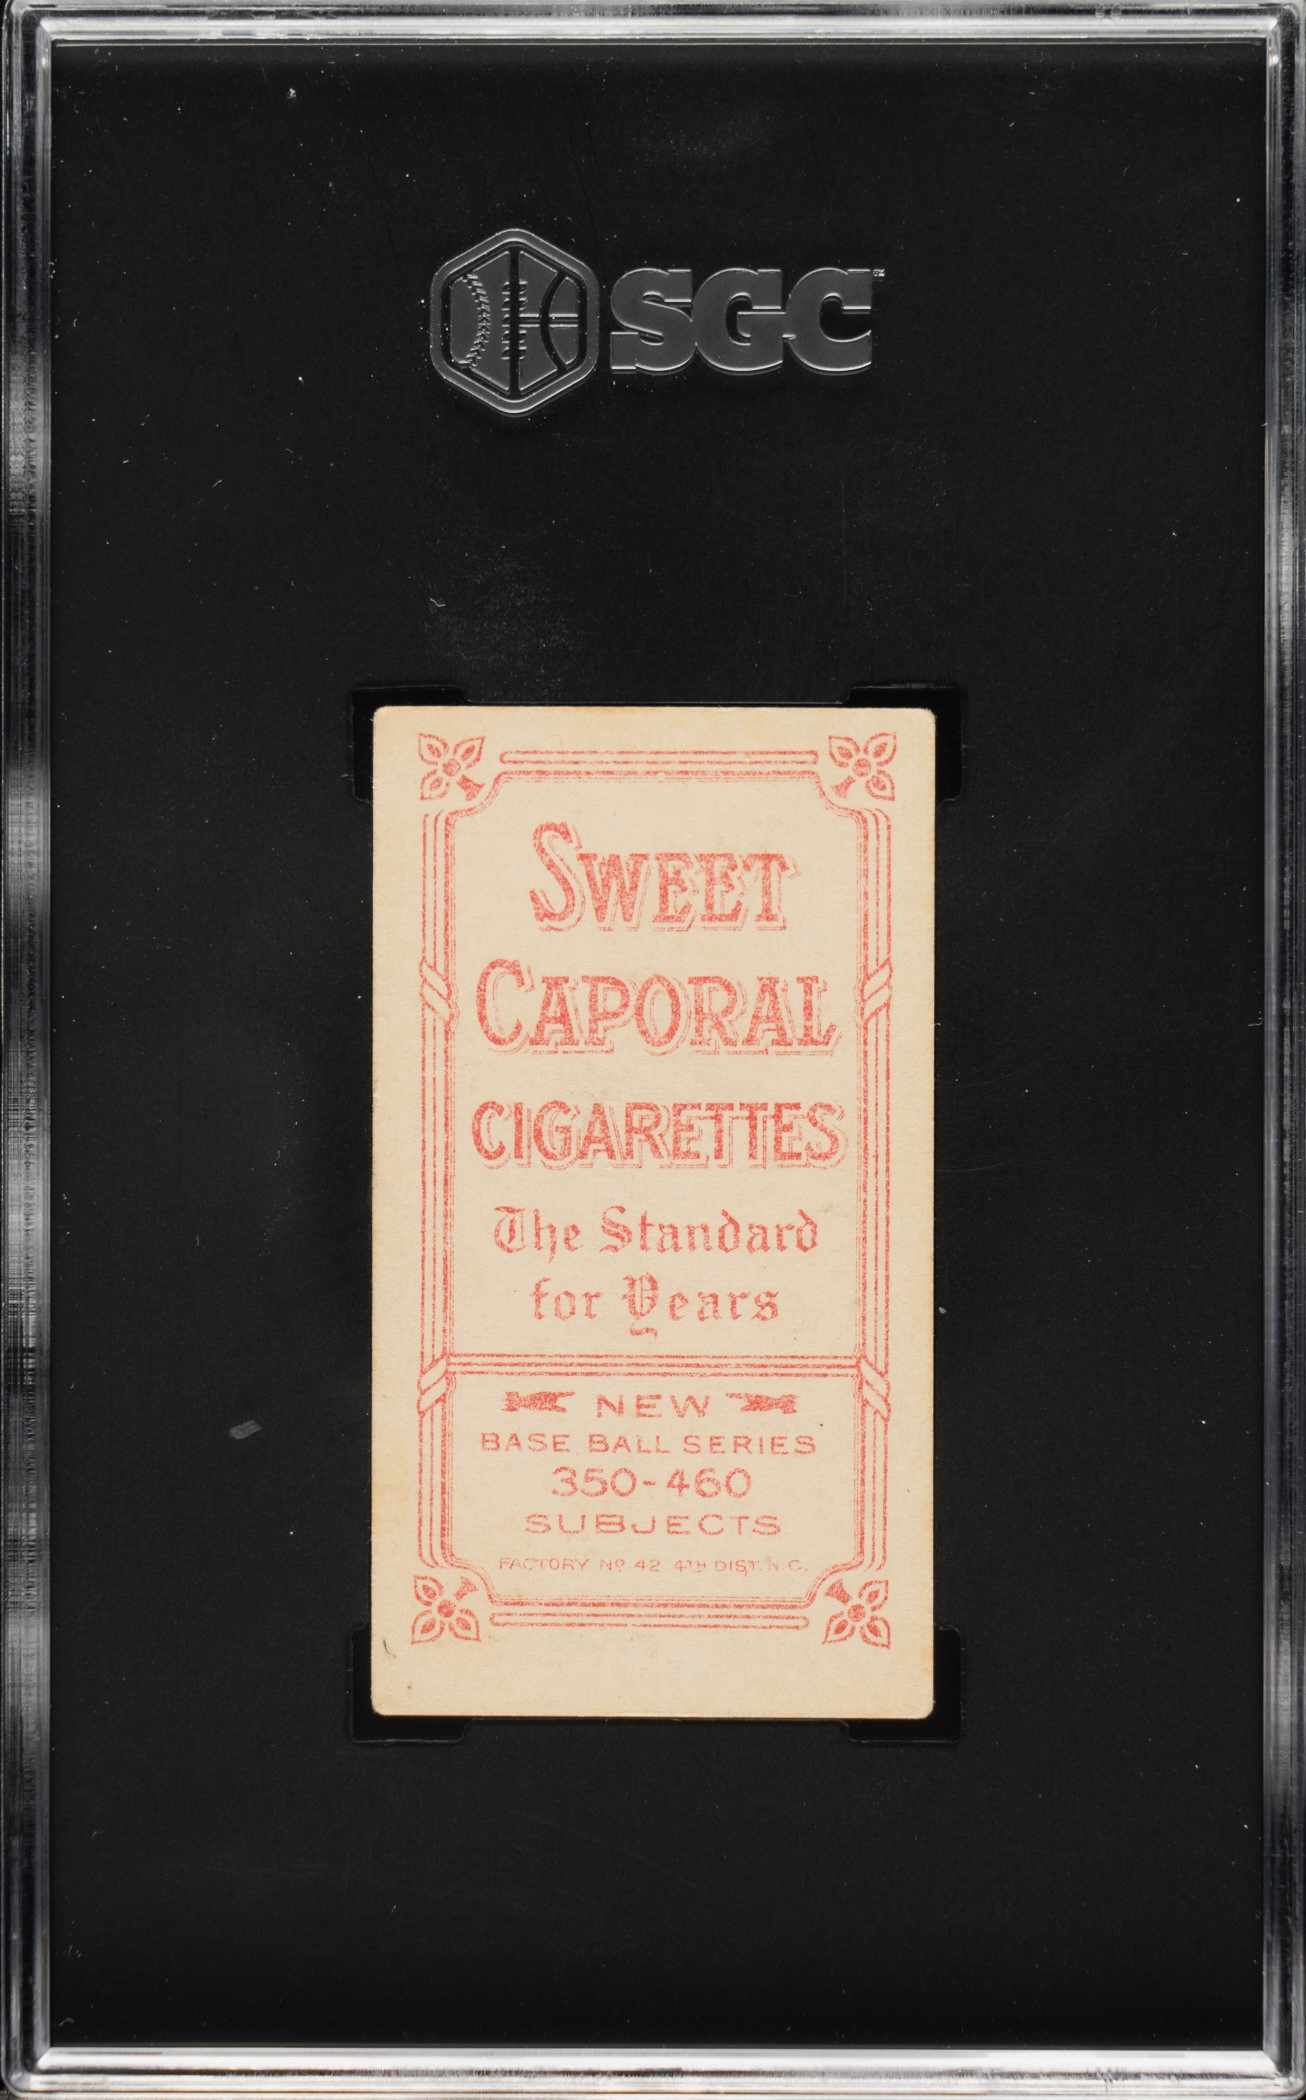 SGC
SWEET
CAPORAL
CIGARETTES
The Standard
for Years
NEW
BASE BALL SERIES
350-460
SUBJECTS
FACTORY Nº 42 4TH DIST. N.C.